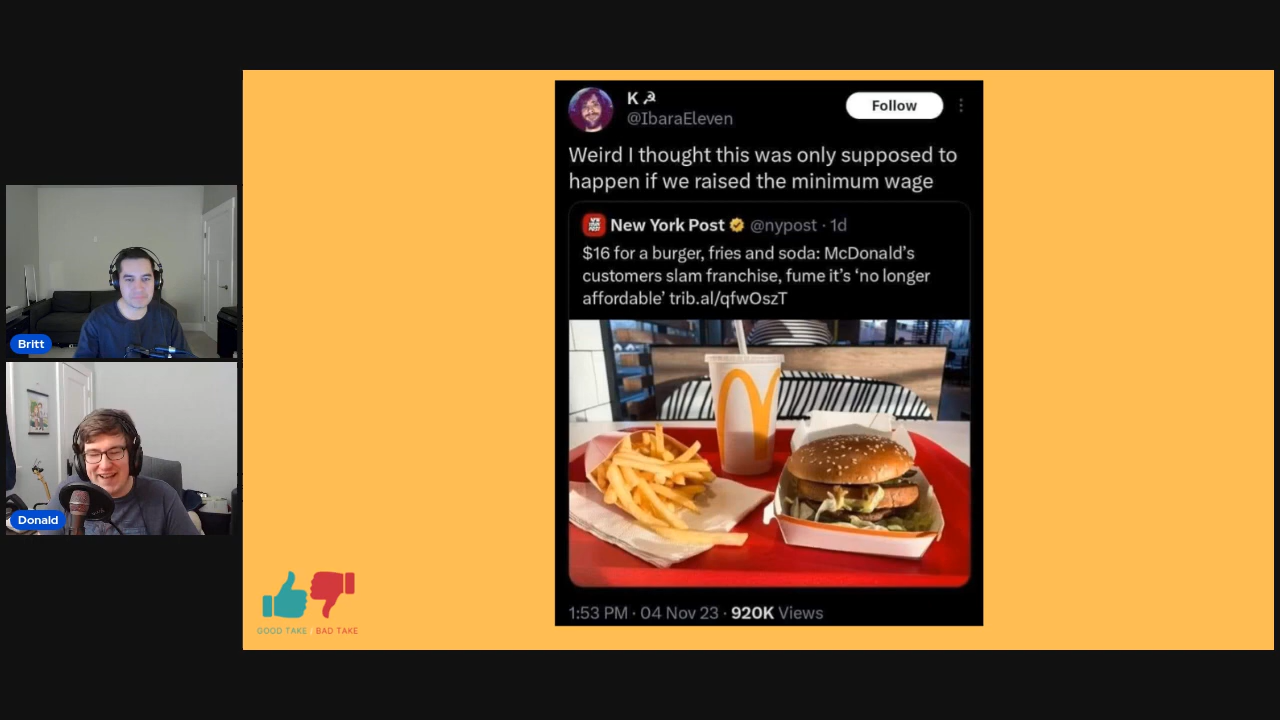 K ☭
@IbaraEleven
Follow
Weird I thought this was only supposed to
happen if we raised the minimum wage
New York Post @nypost · 1d
$16 for a burger, fries and soda: McDonald's
customers slam franchise, fume it's 'no longer
affordable' trib.al/qfwOszT
1:53 PM · 04 Nov 23 · 920K Views
Britt
Donald
GOOD TAKE / BAD TAKE